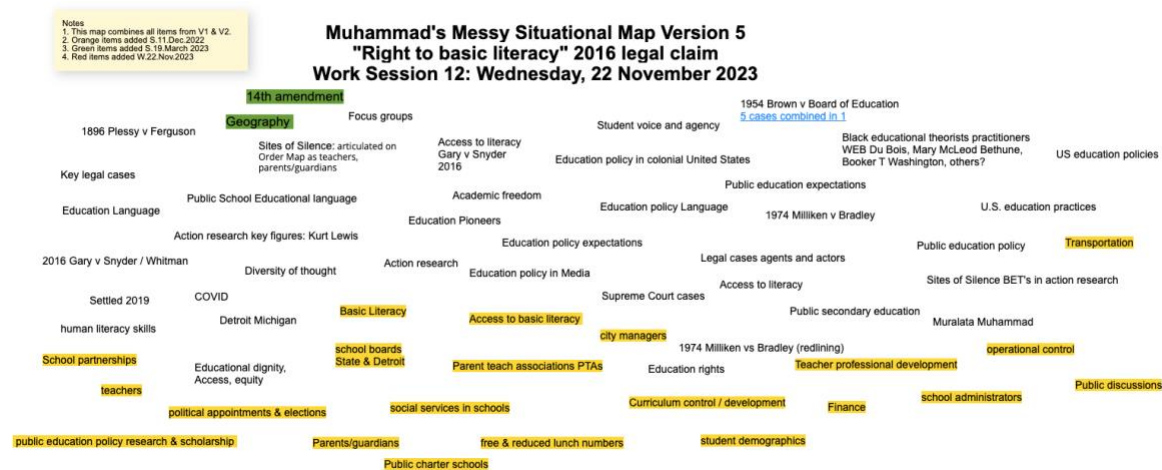 Notes
1. This map combines all items from V1 & V2.
2. Orange items added S.11.Dec.2022
3. Green items added S.19.March 2023
4. Red items added W.22.Nov.2023
Muhammad's Messy Situational Map Version 5
"Right to basic literacy" 2016 legal claim
Work Session 12: Wednesday, 22 November 2023
14th amendment
1954 Brown v Board of Education
5 cases combined in 1
Geography
Focus groups
1896 Plessy v Ferguson
Student voice and agency
Sites of Silence: articulated on
Order Map as teachers,
parents/guardians
Access to literacy
Gary v Snyder
2016
Education policy in colonial United States
Black educational theorists practitioners
WEB Du Bois, Mary McLeod Bethune,
Booker T Washington, others?
US education policies
Key legal cases
Public education expectations
Public School Educational language
Academic freedom
Education Language
Education policy Language
U.S. education practices
Education Pioneers
1974 Milliken v Bradley
Action research key figures: Kurt Lewis
Education policy expectations
Public education policy
Transportation
2016 Gary v Snyder / Whitman
Diversity of thought
Action research
Education policy in Media
Legal cases agents and actors
Access to literacy
Sites of Silence BET's in action research
Settled 2019
COVID
Supreme Court cases
Basic Literacy
Public secondary education
human literacy skills
Detroit Michigan
Access to basic literacy
Muralata Muhammad
city managers
School partnerships
school boards
State & Detroit
1974 Milliken vs Bradley (redlining)
operational control
Educational dignity,
Access, equity
Parent teach associations PTAs
Education rights
Teacher professional development
teachers
Public discussions
political appointments & elections
social services in schools
Curriculum control / development
Finance
school administrators
public education policy research & scholarship
Parents/guardians
free & reduced lunch numbers
student demographics
Public charter schools